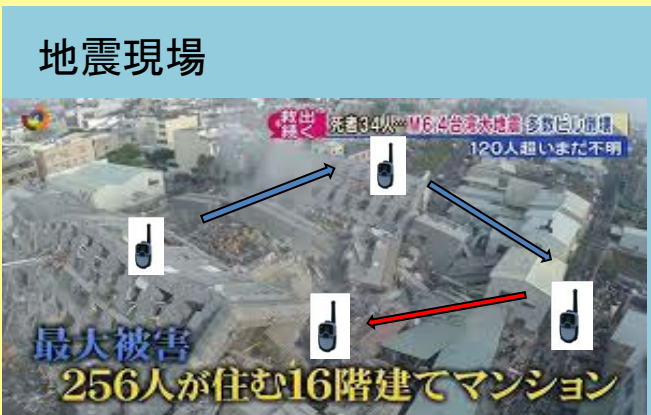 地震現場
救出
続く
死者34人…M6.4台湾大地震 多数ビル崩壊
120人超いまだ不明
最大被害
256人が住む16階建てマンション